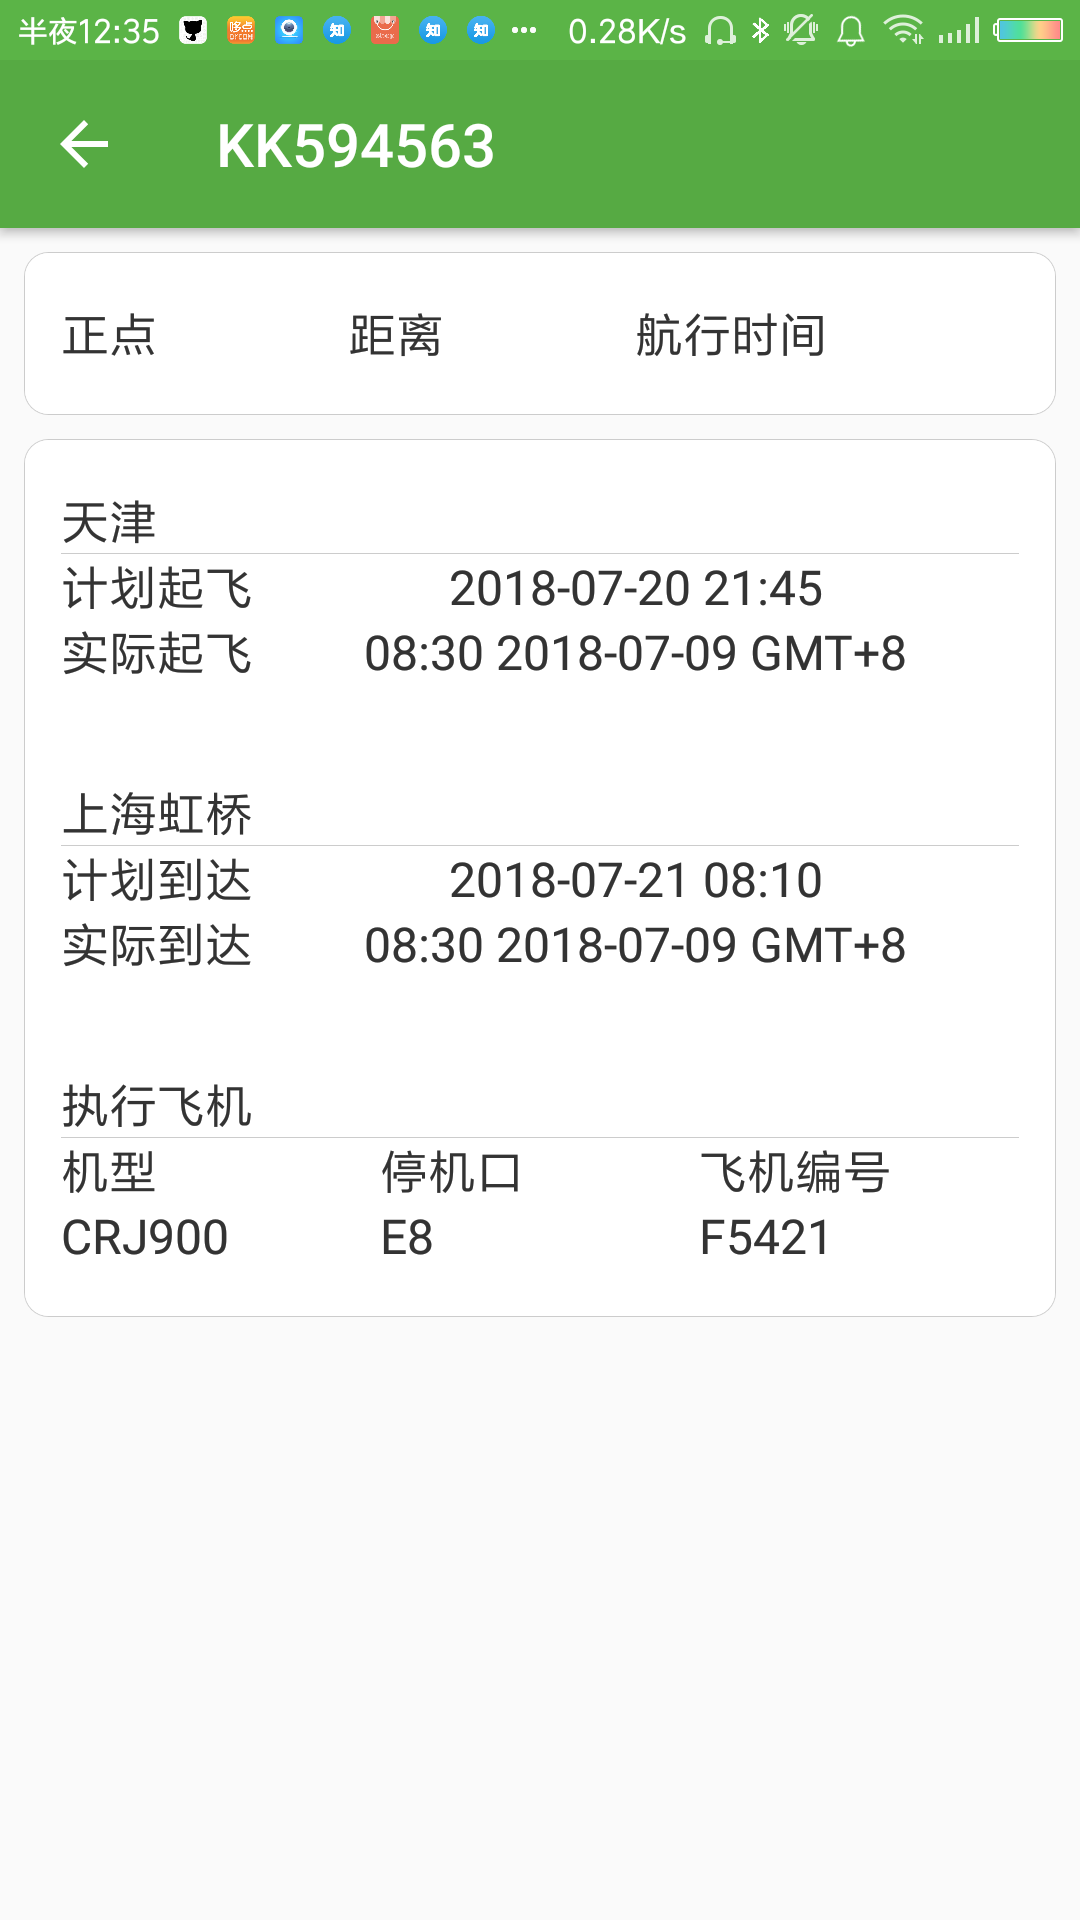 半夜12:35 哆点 DYCOM 知 知 知 0.28K/s
KK594563
正点 距离 航行时间
天津
计划起飞 2018-07-20 21:45
实际起飞 08:30 2018-07-09 GMT+8
上海虹桥
计划到达 2018-07-21 08:10
实际到达 08:30 2018-07-09 GMT+8
执行飞机
机型 停机口 飞机编号
CRJ900 E8 F5421